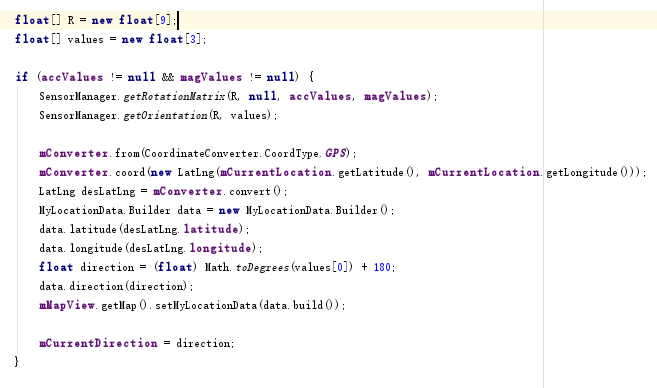 float[] R = new float[9];
float[] values = new float[3];
if (accValues != null && magValues != null) {
SensorManager.getRotationMatrix(R, null, accValues, magValues);
SensorManager.getOrientation(R, values);
mConverter.from(CoordinateConverter.CoordType.GPS);
mConverter.coord(new LatLng(mCurrentLocation.getLatitude(), mCurrentLocation.getLongitude()));
LatLng desLatLng = mConverter.convert();
MyLocationData.Builder data = new MyLocationData.Builder();
data.latitude(desLatLng.latitude);
data.longitude(desLatLng.longitude);
float direction = (float) Math.toDegrees(values[0]) + 180;
data.direction(direction);
mMapView.getMap().setMyLocationData(data.build());
mCurrentDirection = direction;
}